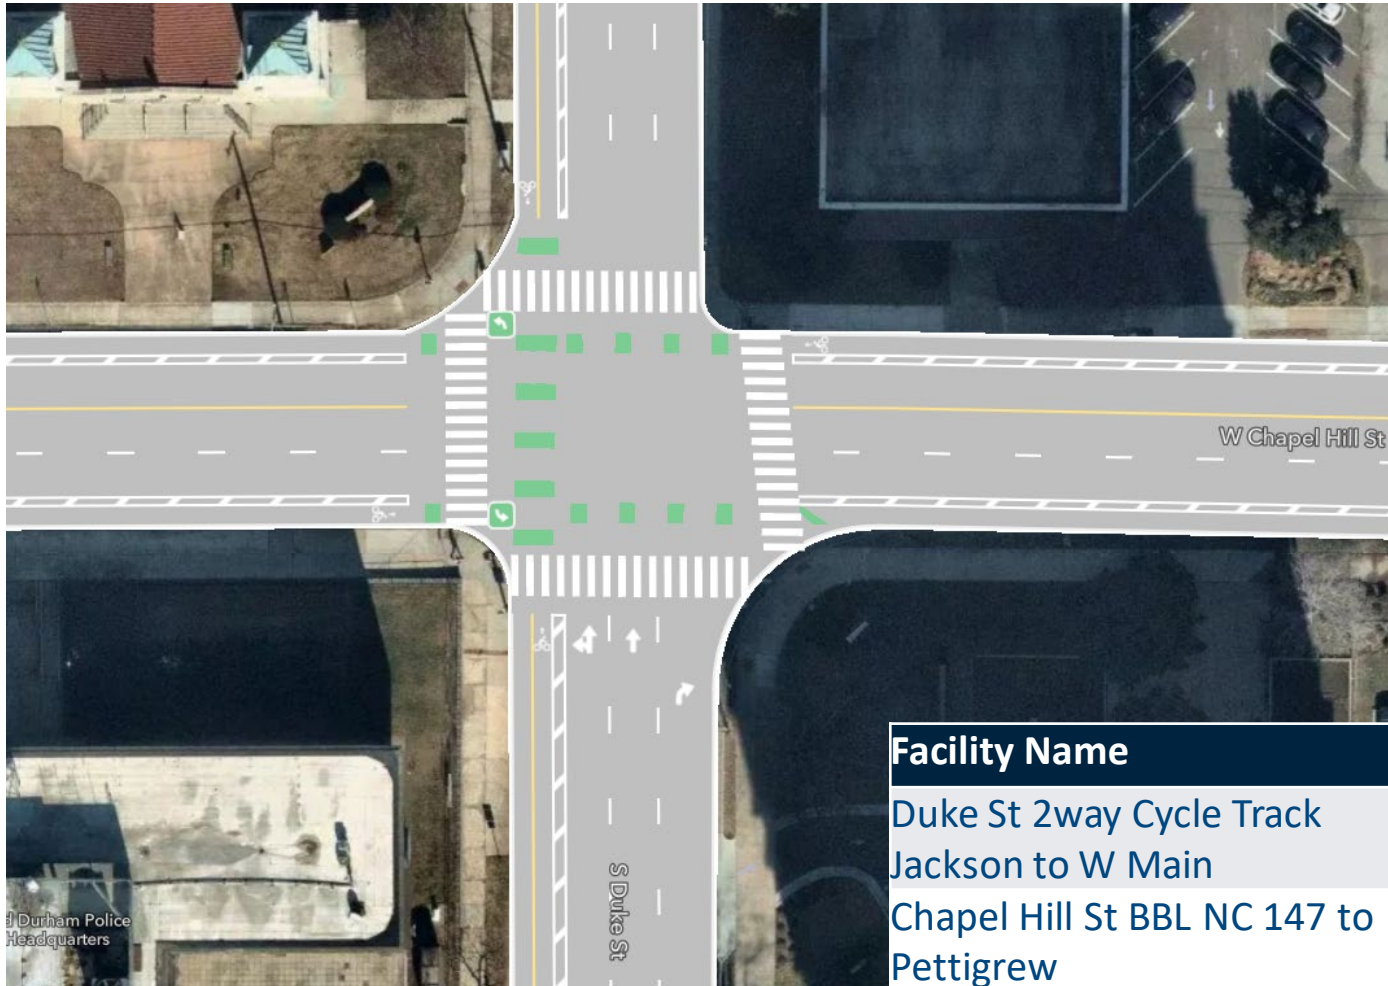 W Chapel Hill St
S Duke St
Durham Police
Headquarters
Facility Name
Duke St 2way Cycle Track
Jackson to W Main
Chapel Hill St BBL NC 147 to
Pettigrew